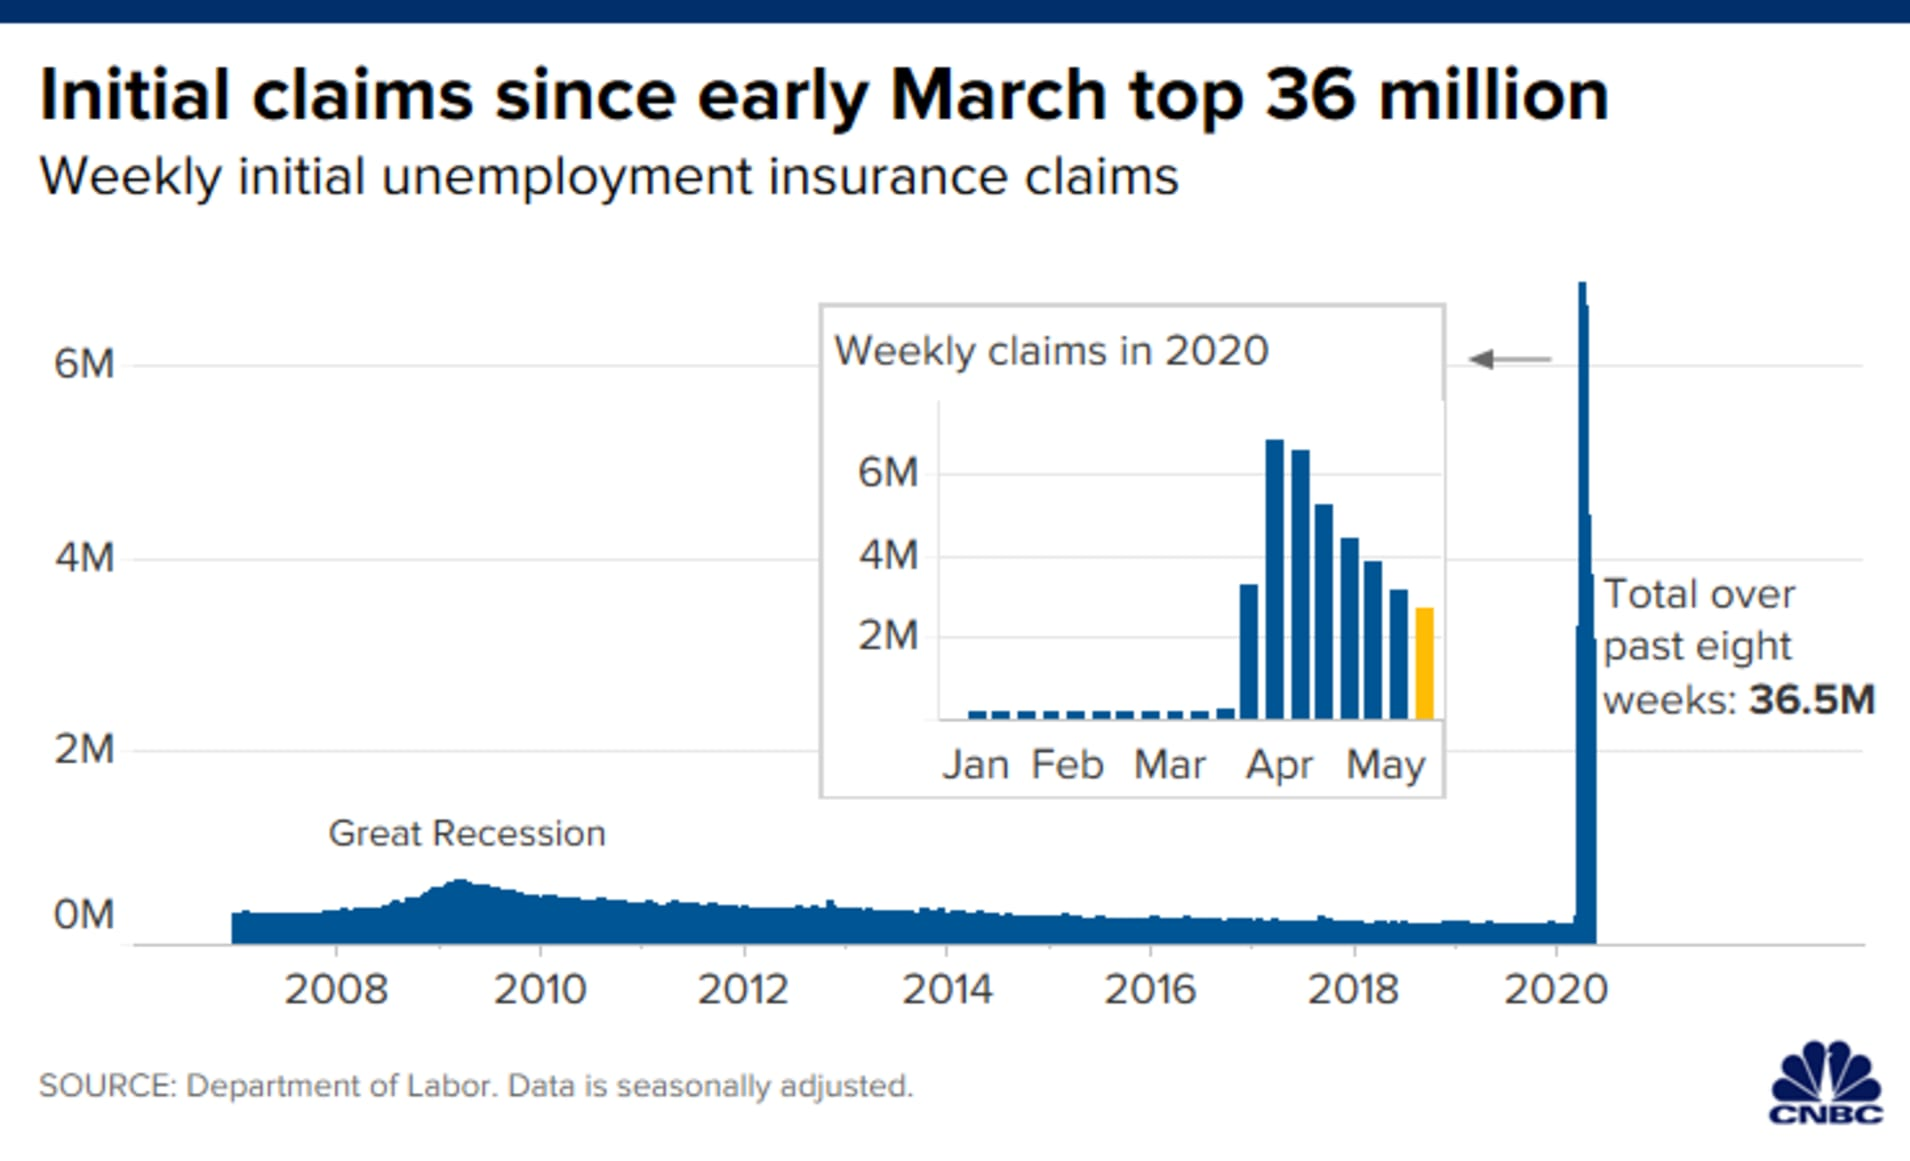 Initial claims since early March top 36 million
Weekly initial unemployment insurance claims
6M
4M
2M
0M
Weekly claims in 2020
6M
4M
2M
Jan Feb Mar Apr May
Total over
past eight
weeks: 36.5M
Great Recession
2008 2010 2012 2014 2016 2018 2020
SOURCE: Department of Labor. Data is seasonally adjusted.
CNBC